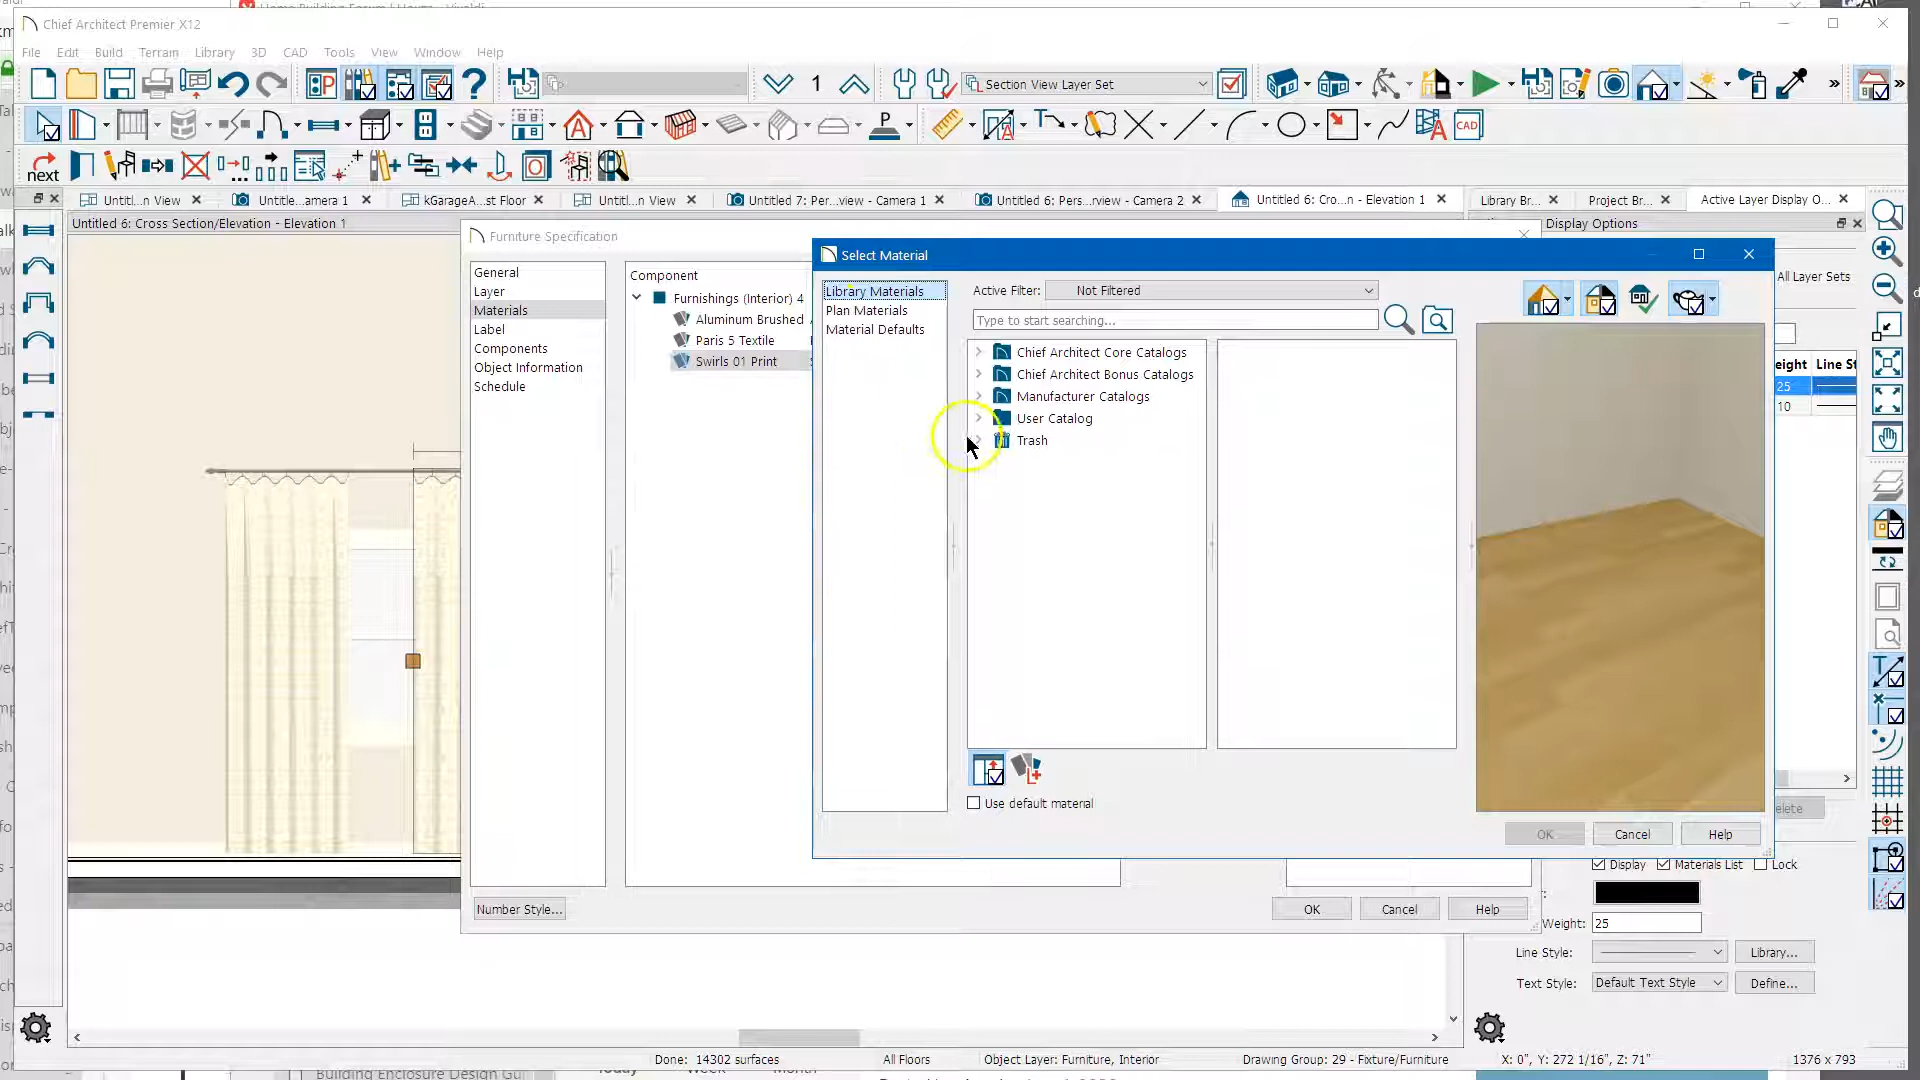 Chief Architect Premier X12
File Edit Build Terrain Library 3D CAD Tools View Window Help
1
Section View Layer Set
P
A
CAD
next
Untitl...n View
Untitle...amera 1
kGarageA...st Floor
Untitl...n View
Untitled 7: Per...rview - Camera 1
Untitled 6: Pers...rview - Camera 2
Untitled 6: Cro...n - Elevation 1
Library Br...
Project Br...
Active Layer Display O...
Untitled 6: Cross Section/Elevation - Elevation 1
Furniture Specification
Display Options
Select Material
General
Layer
Materials
Label
Components
Object Information
Schedule
Component
Furnishings (Interior) 4
Aluminum Brushed
Paris 5 Textile
Swirls 01 Print
Library Materials
Plan Materials
Material Defaults
Active Filter: Not Filtered
Type to start searching...
Chief Architect Core Catalogs
Chief Architect Bonus Catalogs
Manufacturer Catalogs
User Catalog
Trash
Use default material
OK Cancel Help
All Layer Sets
eight Line St
25
10
elete
Display Materials List Lock
Weight: 25
Line Style: Library...
Text Style: Default Text Style Define...
Number Style...
OK Cancel Help
Done: 14302 surfaces
All Floors
Object Layer: Furniture, Interior
Drawing Group: 29 - Fixture/Furniture
X: 0", Y: 272 1/16", Z: 71"
1376 x 793
Building Enclosure Design Gu